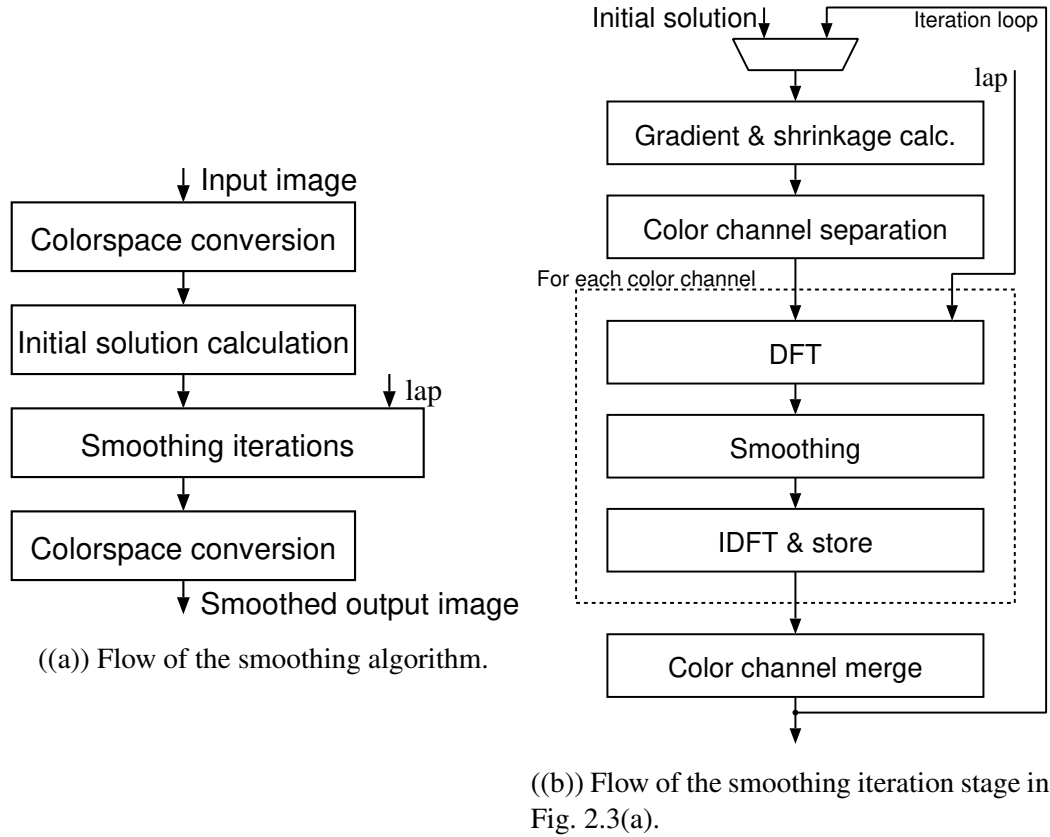 Input image
Colorspace conversion
Initial solution calculation
lap
Smoothing iterations
Colorspace conversion
Smoothed output image
((a)) Flow of the smoothing algorithm.
Initial solution
Iteration loop
lap
Gradient & shrinkage calc.
Color channel separation
For each color channel
DFT
Smoothing
IDFT & store
Color channel merge
((b)) Flow of the smoothing iteration stage in
Fig. 2.3(a).